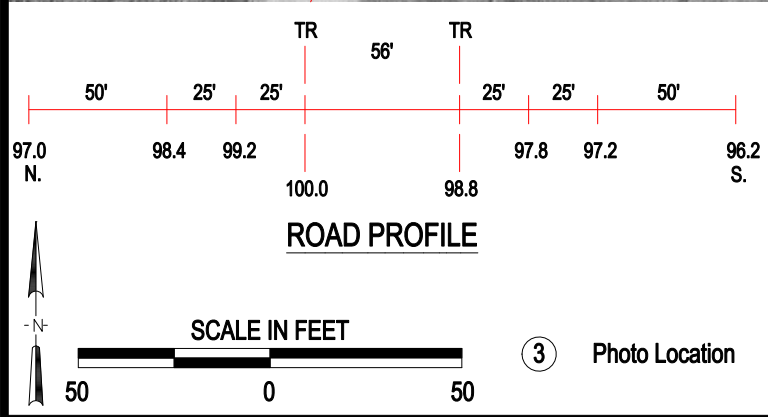 TR TR
56'
50' 25' 25' 25' 25' 50'
97.0 98.4 99.2 97.8 97.2 96.2
N. S.
100.0 98.8
ROAD PROFILE
-N-
SCALE IN FEET
3 Photo Location
50 0 50